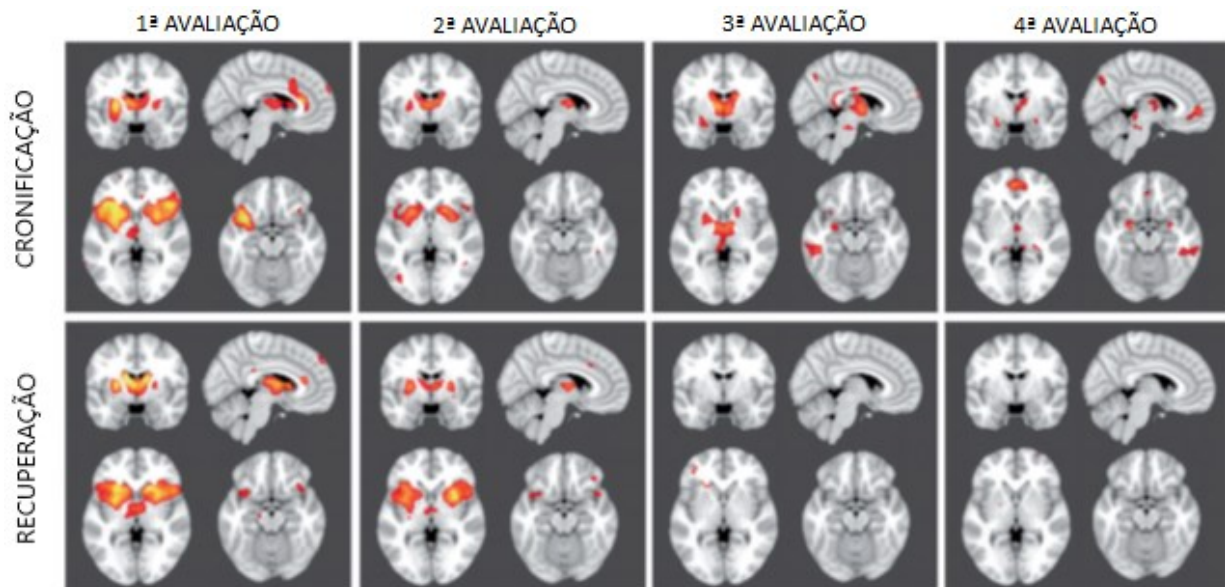 1ª AVALIAÇÃO
2ª AVALIAÇÃO
3ª AVALIAÇÃO
4ª AVALIAÇÃO
CRONIFICAÇÃO
RECUPERAÇÃO